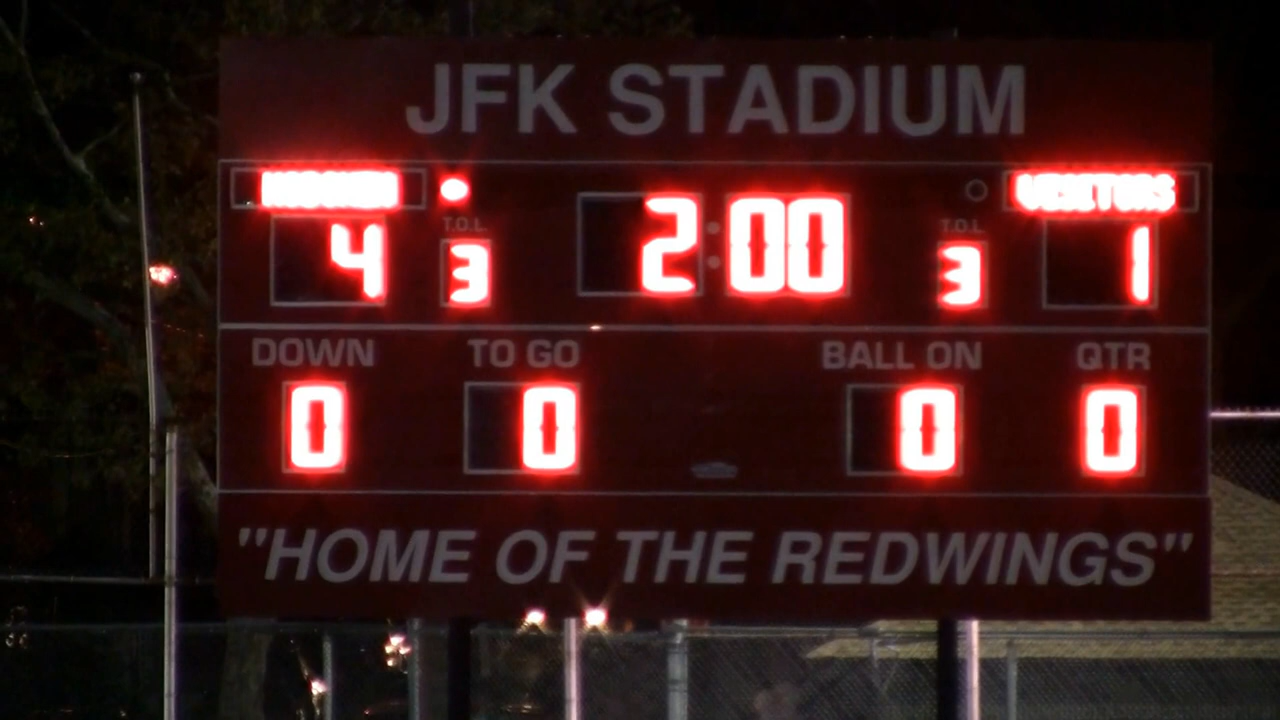 JFK STADIUM
VISITORS
T.O.L. 2:00 T.O.L.
4 3 3 1
DOWN TO GO BALL ON QTR
0 0 0 0
"HOME OF THE REDWINGS"